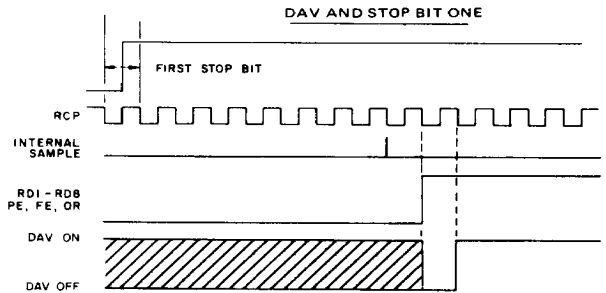 DAV AND STOP BIT ONE
FIRST STOP BIT
RCP
INTERNAL
SAMPLE
RD1 - RD8
PE, FE, OR
DAV ON
DAV OFF